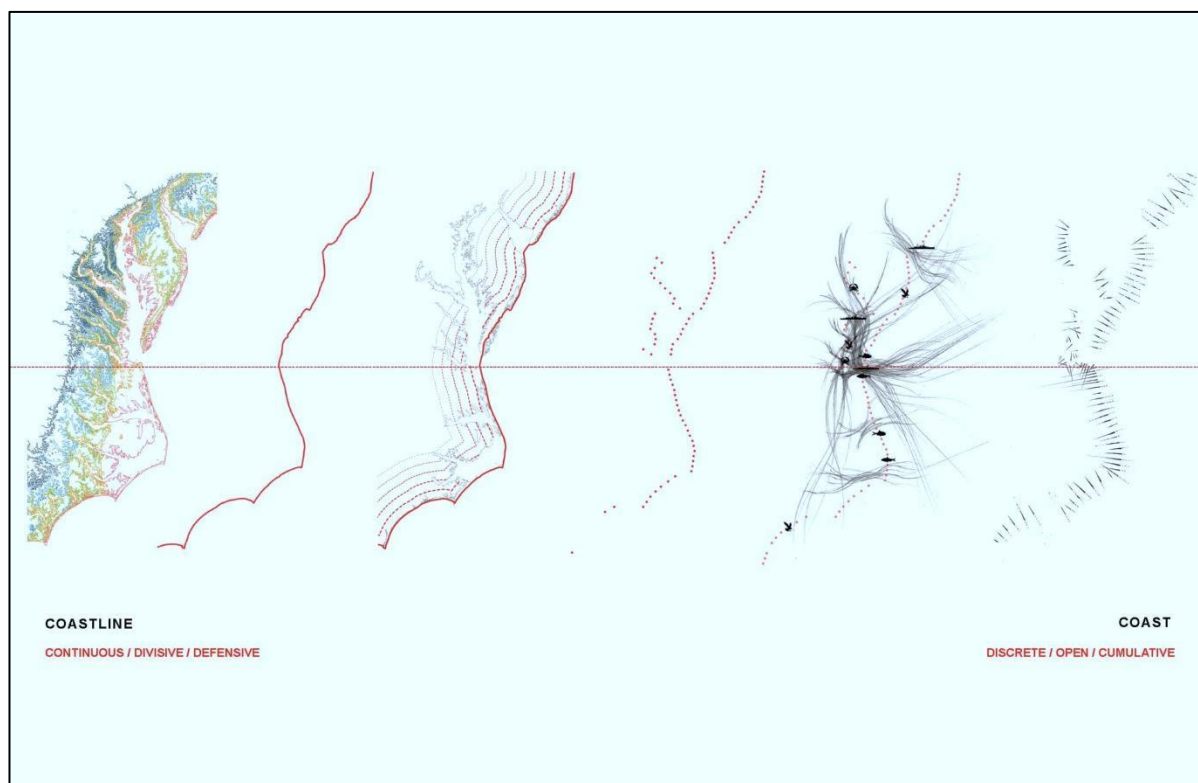 COASTLINE
COAST
CONTINUOUS / DIVISIVE / DEFENSIVE
DISCRETE / OPEN / CUMULATIVE